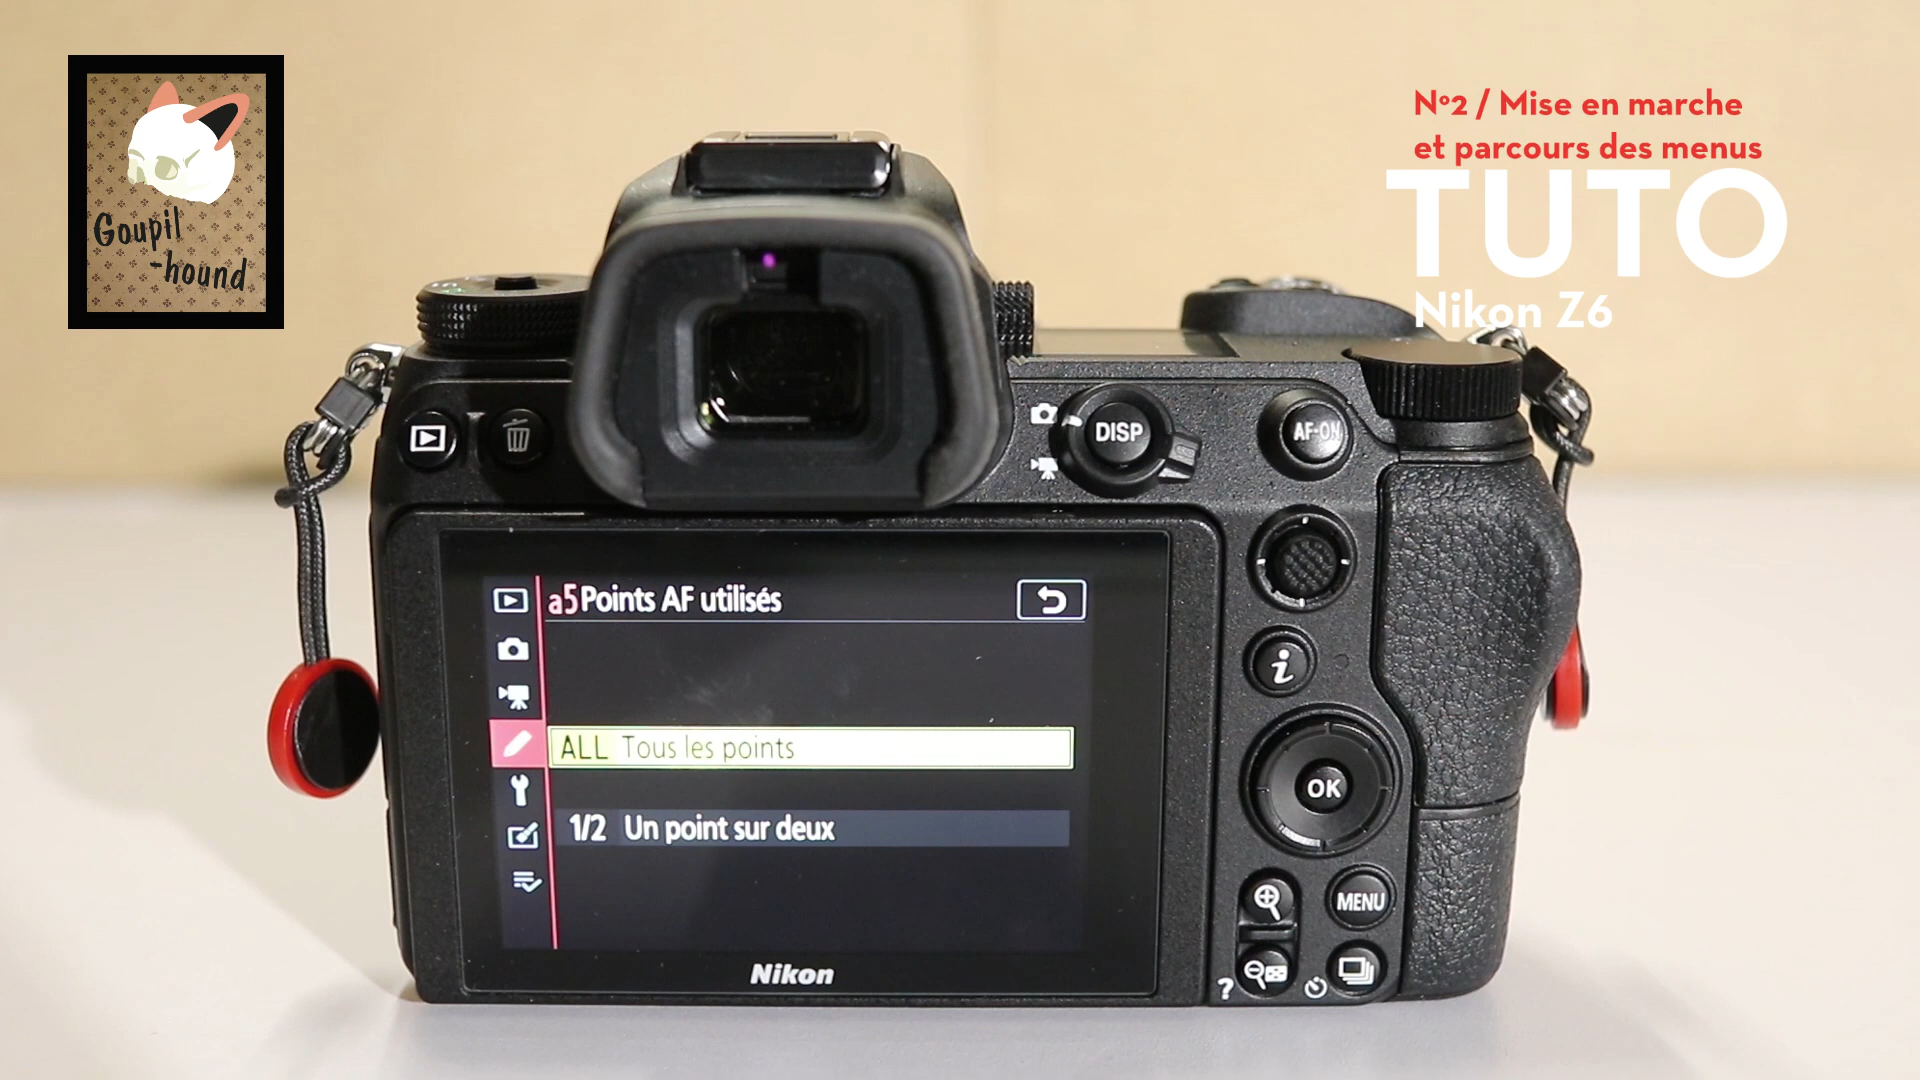 Goupil
-hound
Nº2 / Mise en marche
et parcours des menus
TUTO
Nikon Z6
DISP
AF-ON
a5 Points AF utilisés
ALL Tous les points
1/2 Un point sur deux
Nikon
i
OK
MENU
?